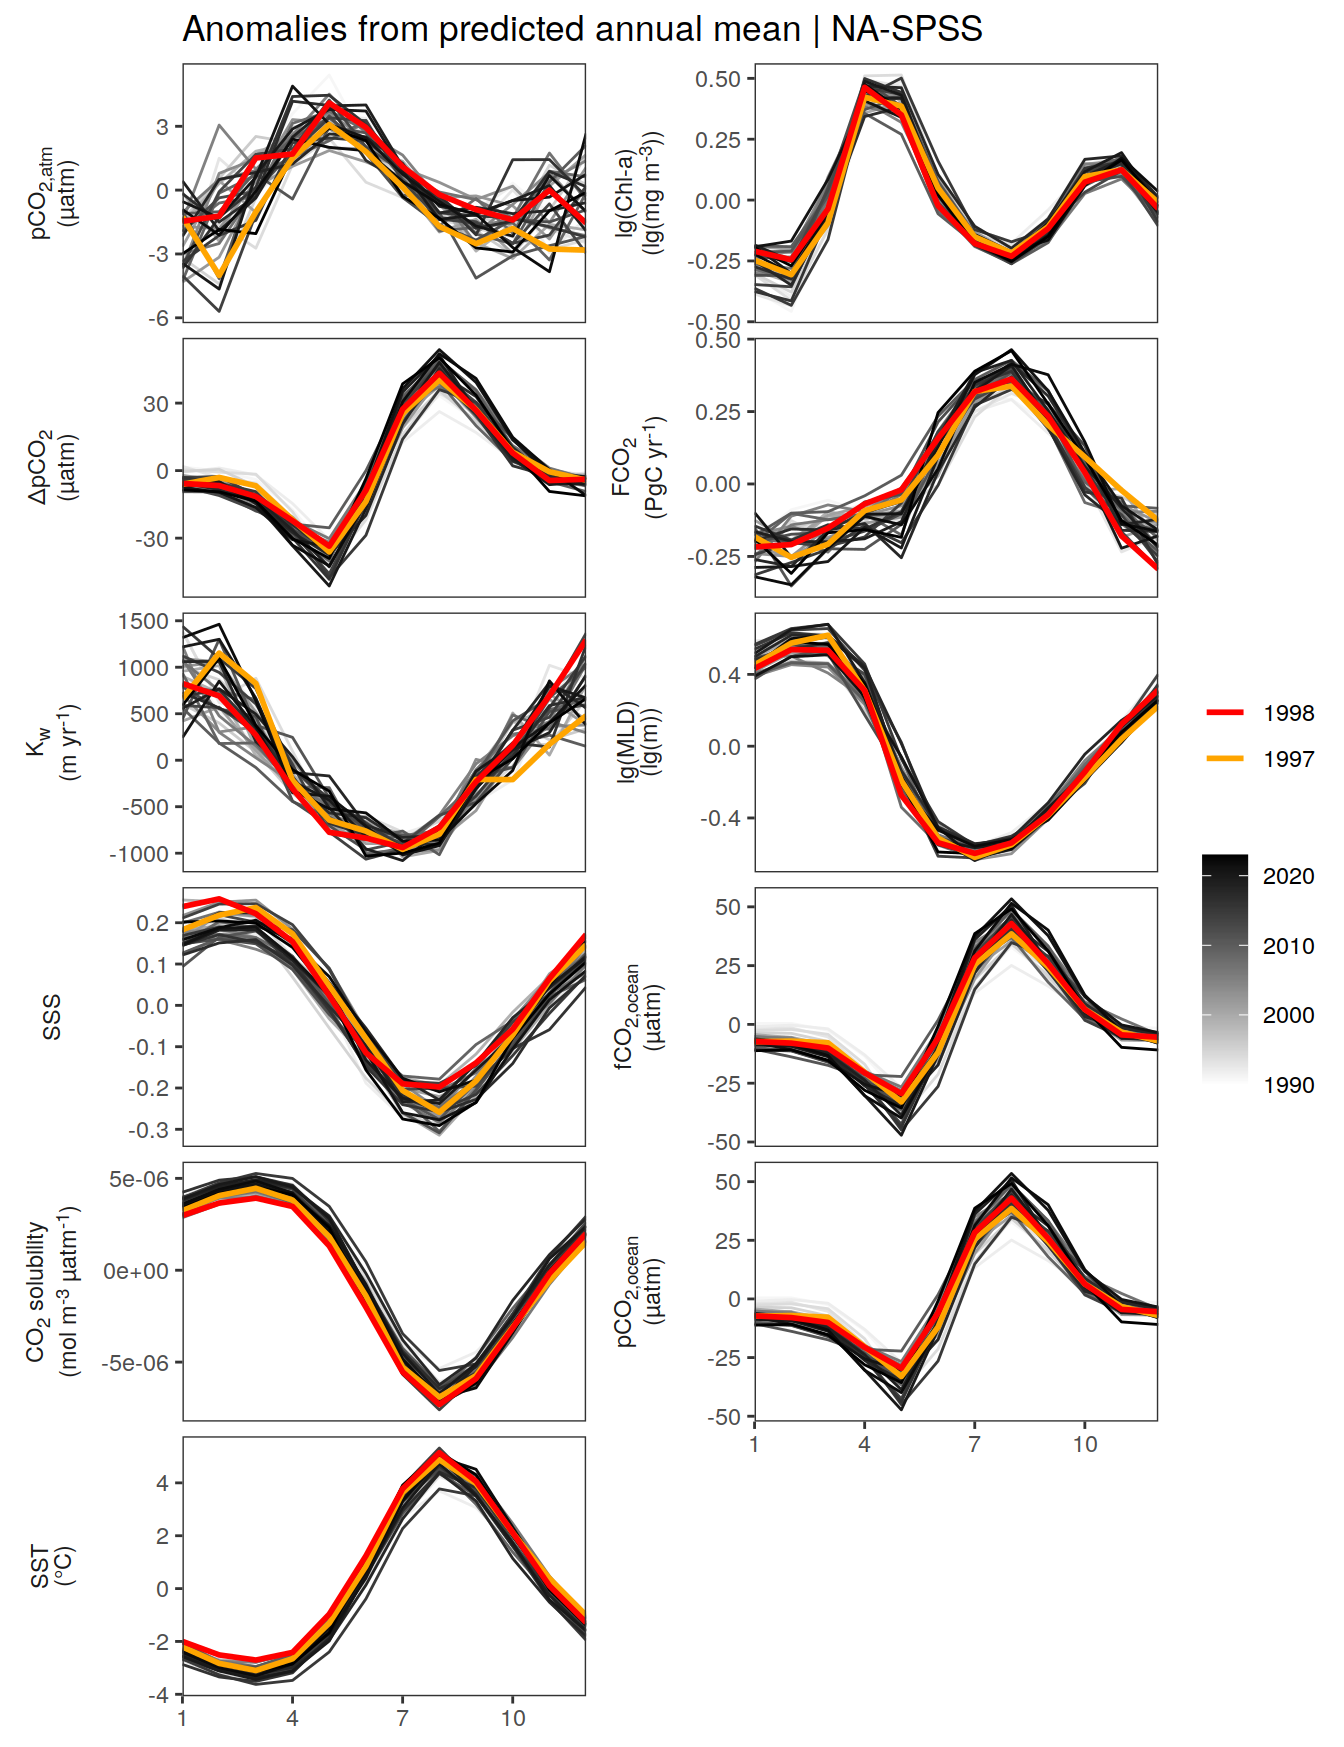 Anomalies from predicted annual mean | NA-SPSS
pCO2,atm
(µatm)
3
0
-3
-6
lg(Chl-a)
(lg(mg m-3))
0.50
0.25
0.00
-0.25
-0.50
ΔpCO2
(µatm)
30
0
-30
FCO2
(PgC yr-1)
0.50
0.25
0.00
-0.25
Kw
(m yr-1)
1500
1000
500
0
-500
-1000
lg(MLD)
(lg(m))
0.4
0.0
-0.4
SSS
0.2
0.1
0.0
-0.1
-0.2
-0.3
fCO2,ocean
(µatm)
50
25
0
-25
-50
CO2 solubility
(mol m-3 µatm-1)
5e-06
0e+00
-5e-06
pCO2,ocean
(µatm)
50
25
0
-25
-50
1 4 7 10
SST
(°C)
4
2
0
-2
-4
1 4 7 10
1998
1997
2020
2010
2000
1990